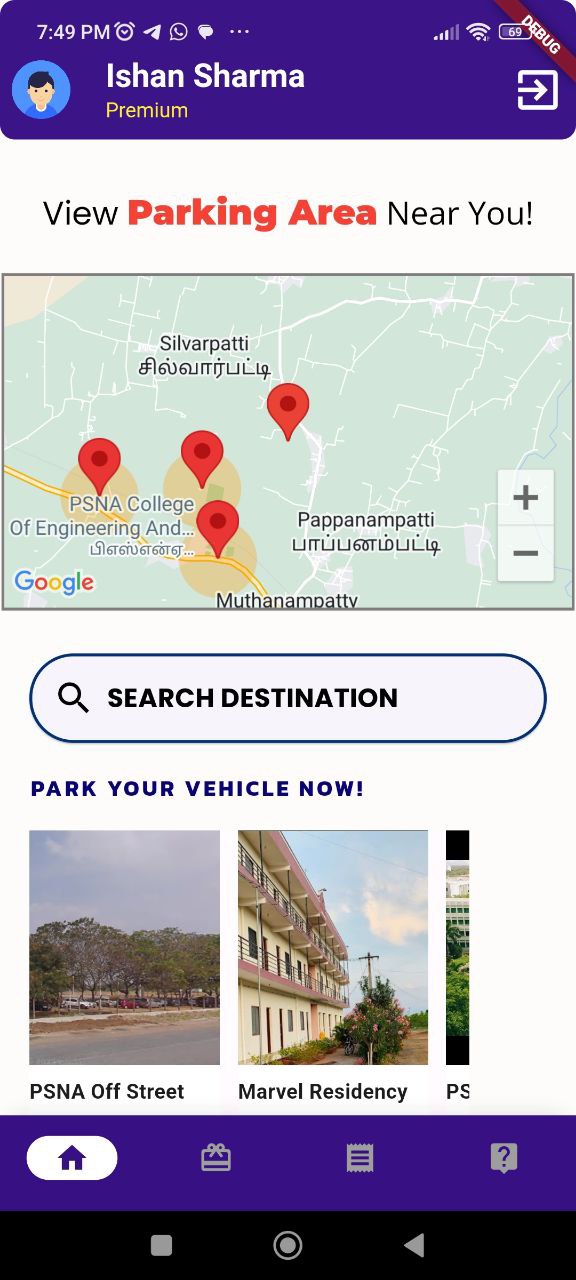 7:49 PM
69
DEBUG
Ishan Sharma
Premium
View Parking Area Near You!
Silvarpatti
சில்வார்பட்டி
PSNA College
Of Engineering And...
பிஎஸ்என்ஏ...
Pappanampatti
பாப்பனம்பட்டி
+
−
Google
Muthanampatty
SEARCH DESTINATION
PARK YOUR VEHICLE NOW!
PSNA Off Street
Marvel Residency
PS